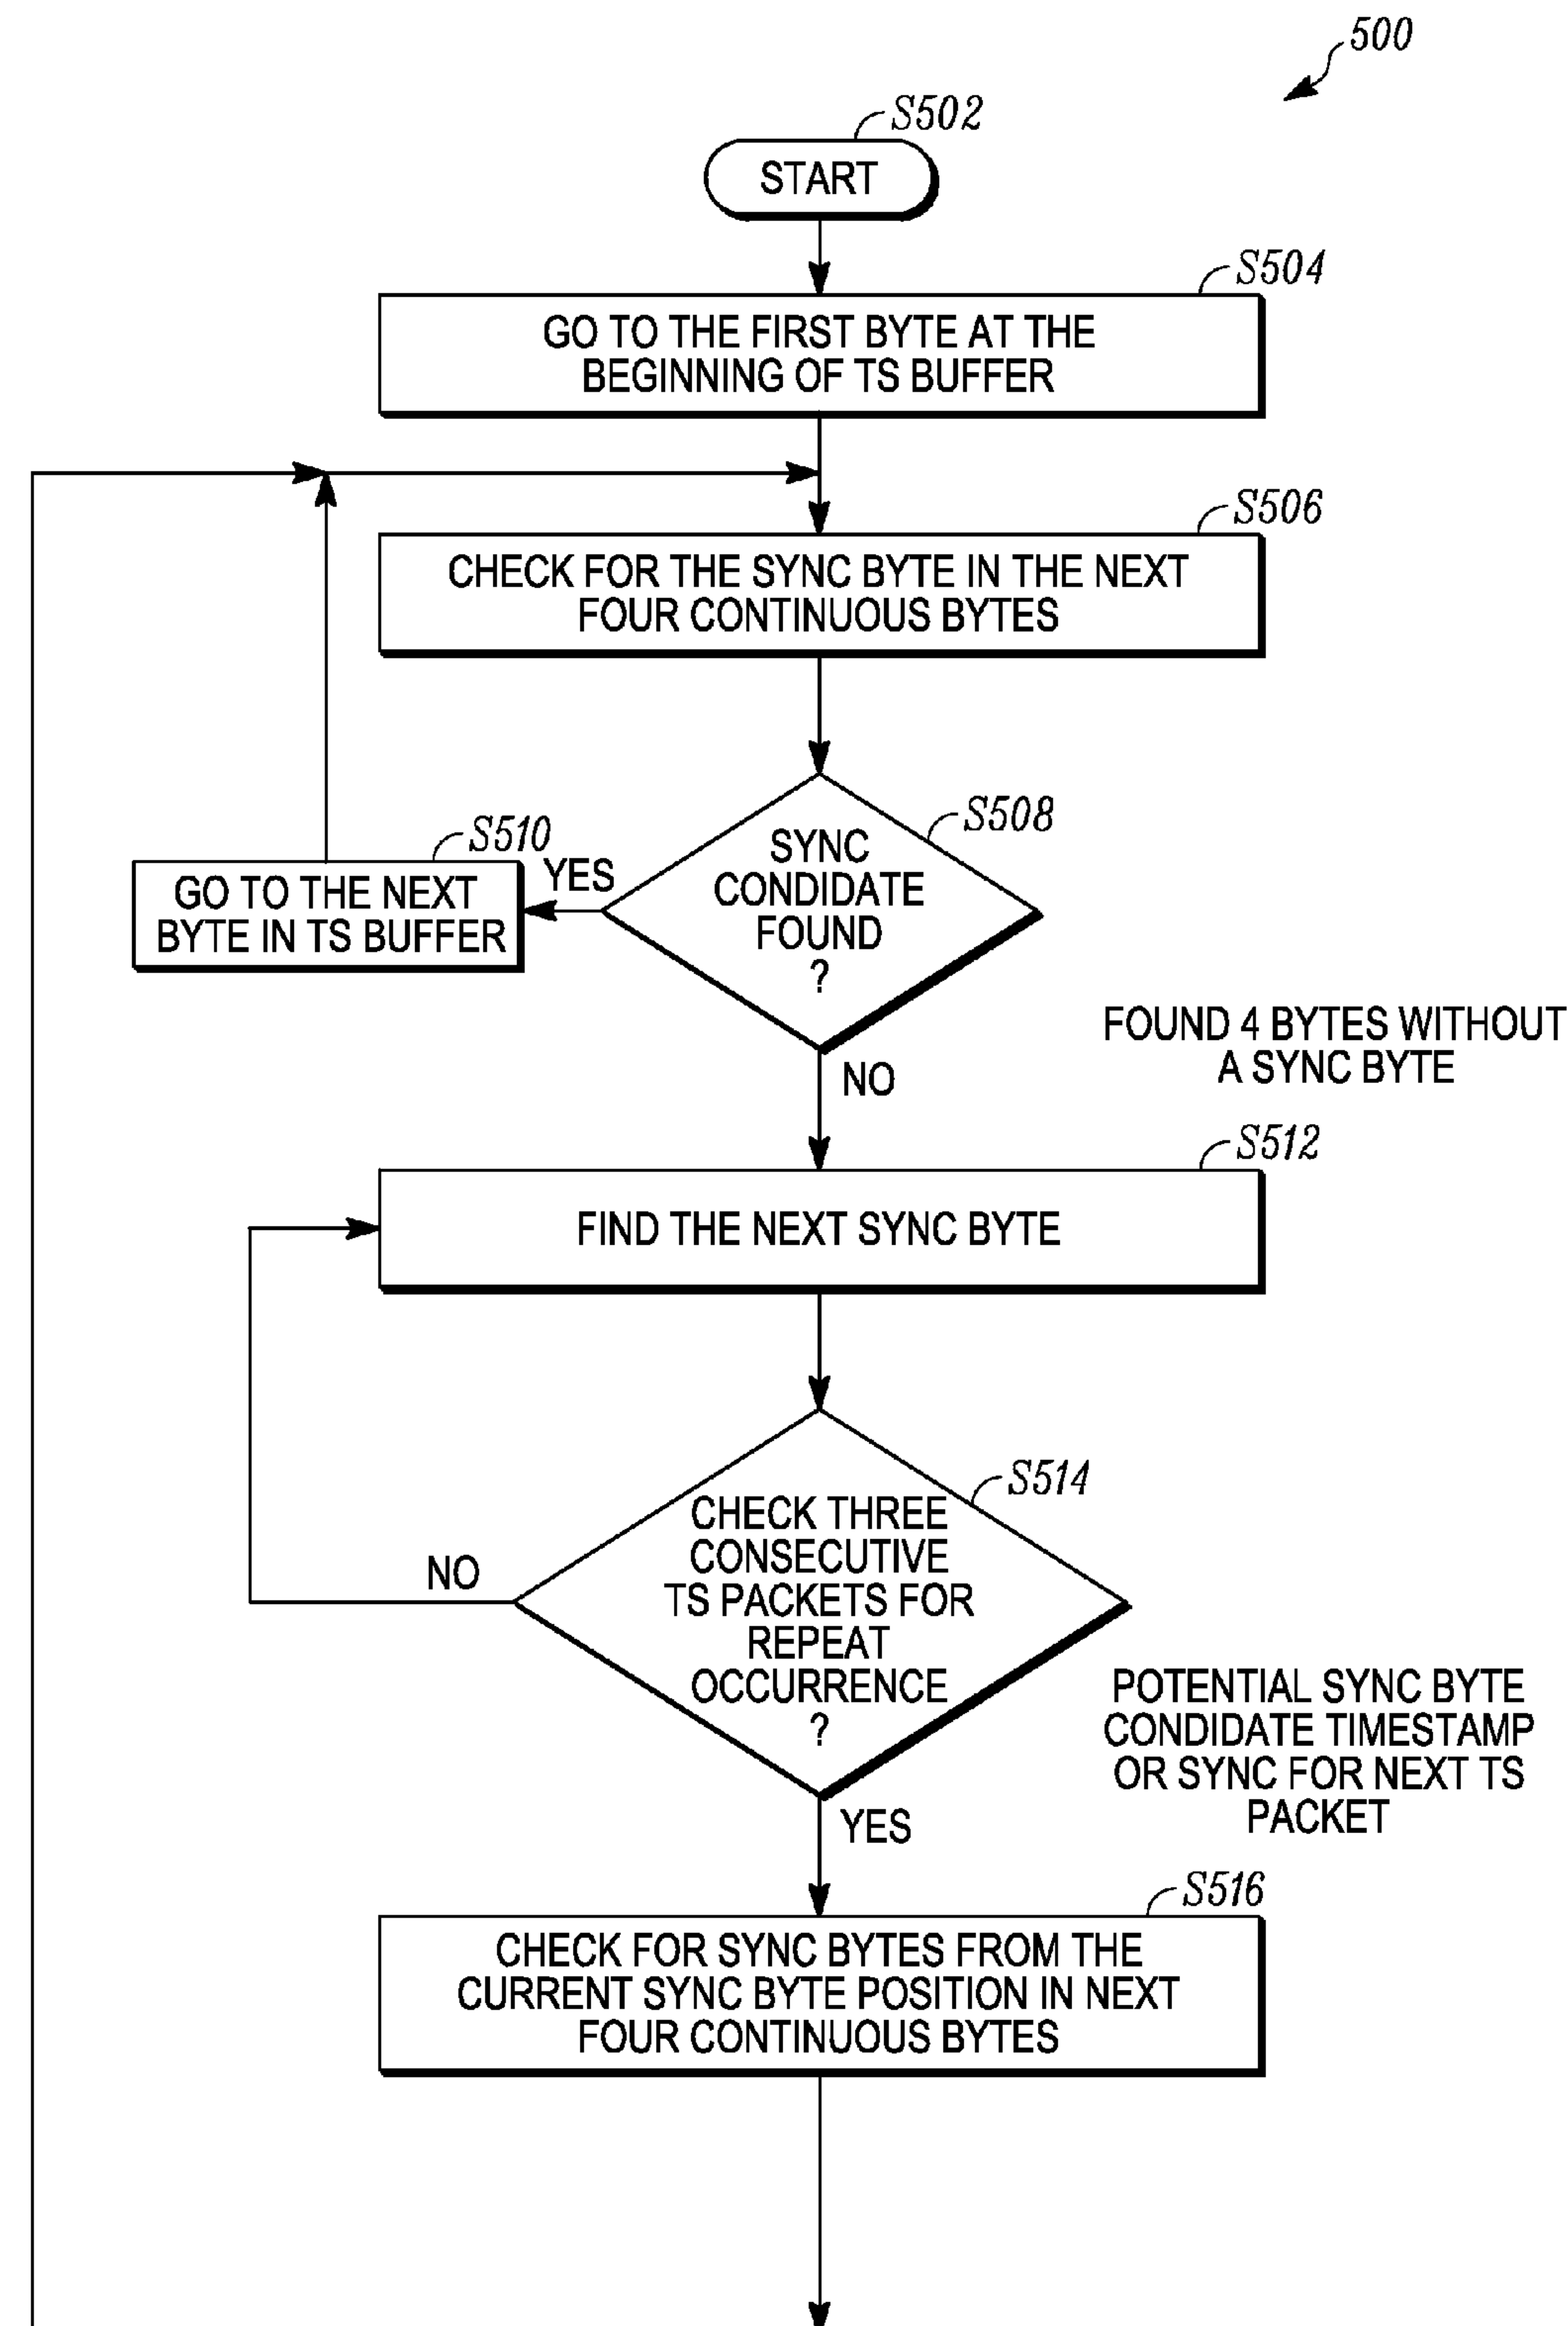 500
S502
START
S504
GO TO THE FIRST BYTE AT THE
BEGINNING OF TS BUFFER
S506
CHECK FOR THE SYNC BYTE IN THE NEXT
FOUR CONTINUOUS BYTES
S508
SYNC
CONDIDATE
FOUND
?
S510
YES
GO TO THE NEXT
BYTE IN TS BUFFER
NO
FOUND 4 BYTES WITHOUT
A SYNC BYTE
S512
FIND THE NEXT SYNC BYTE
S514
CHECK THREE
CONSECUTIVE
TS PACKETS FOR
REPEAT
OCCURRENCE
?
NO
POTENTIAL SYNC BYTE
CONDIDATE TIMESTAMP
OR SYNC FOR NEXT TS
PACKET
YES
S516
CHECK FOR SYNC BYTES FROM THE
CURRENT SYNC BYTE POSITION IN NEXT
FOUR CONTINUOUS BYTES